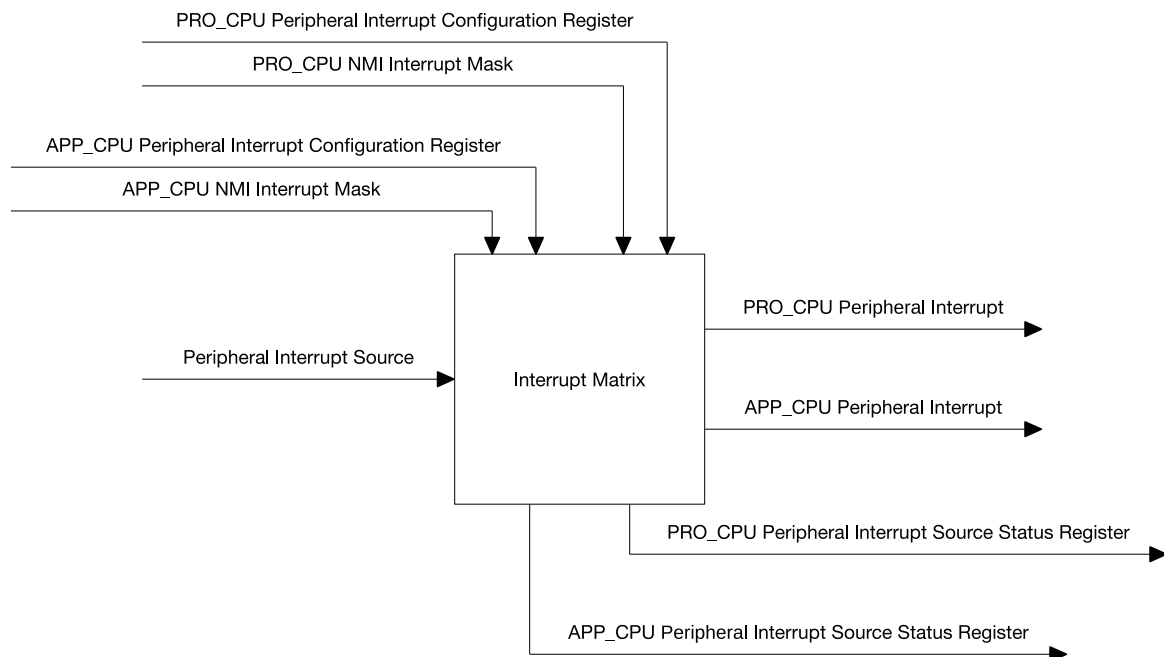 PRO_CPU Peripheral Interrupt Configuration Register
PRO_CPU NMI Interrupt Mask
APP_CPU Peripheral Interrupt Configuration Register
APP_CPU NMI Interrupt Mask
PRO_CPU Peripheral Interrupt
Peripheral Interrupt Source
Interrupt Matrix
APP_CPU Peripheral Interrupt
PRO_CPU Peripheral Interrupt Source Status Register
APP_CPU Peripheral Interrupt Source Status Register